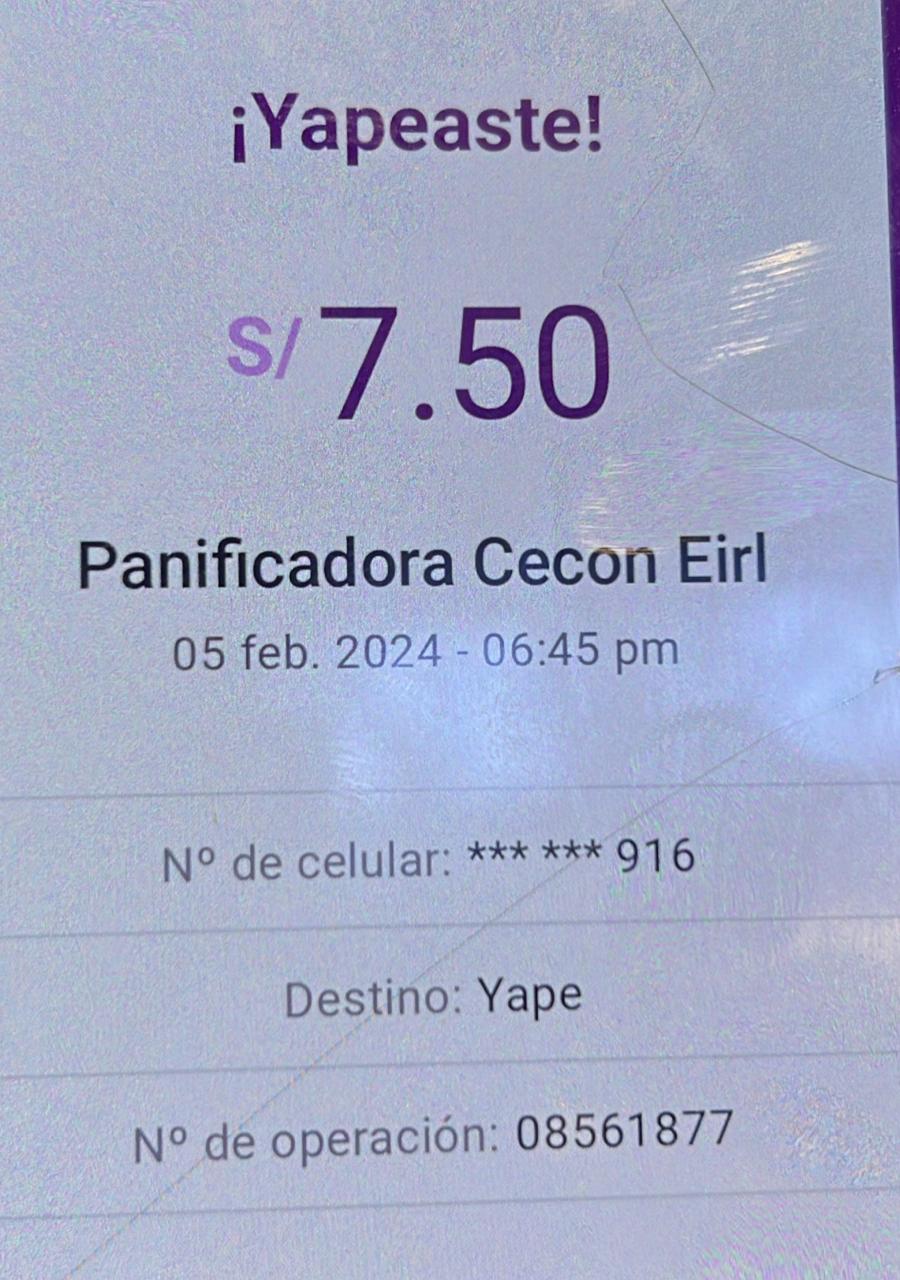 ¡Yapeaste!
S/ 7.50
Panificadora Cecon Eirl
05 feb. 2024 - 06:45 pm
Nº de celular: *** *** 916
Destino: Yape
Nº de operación: 08561877